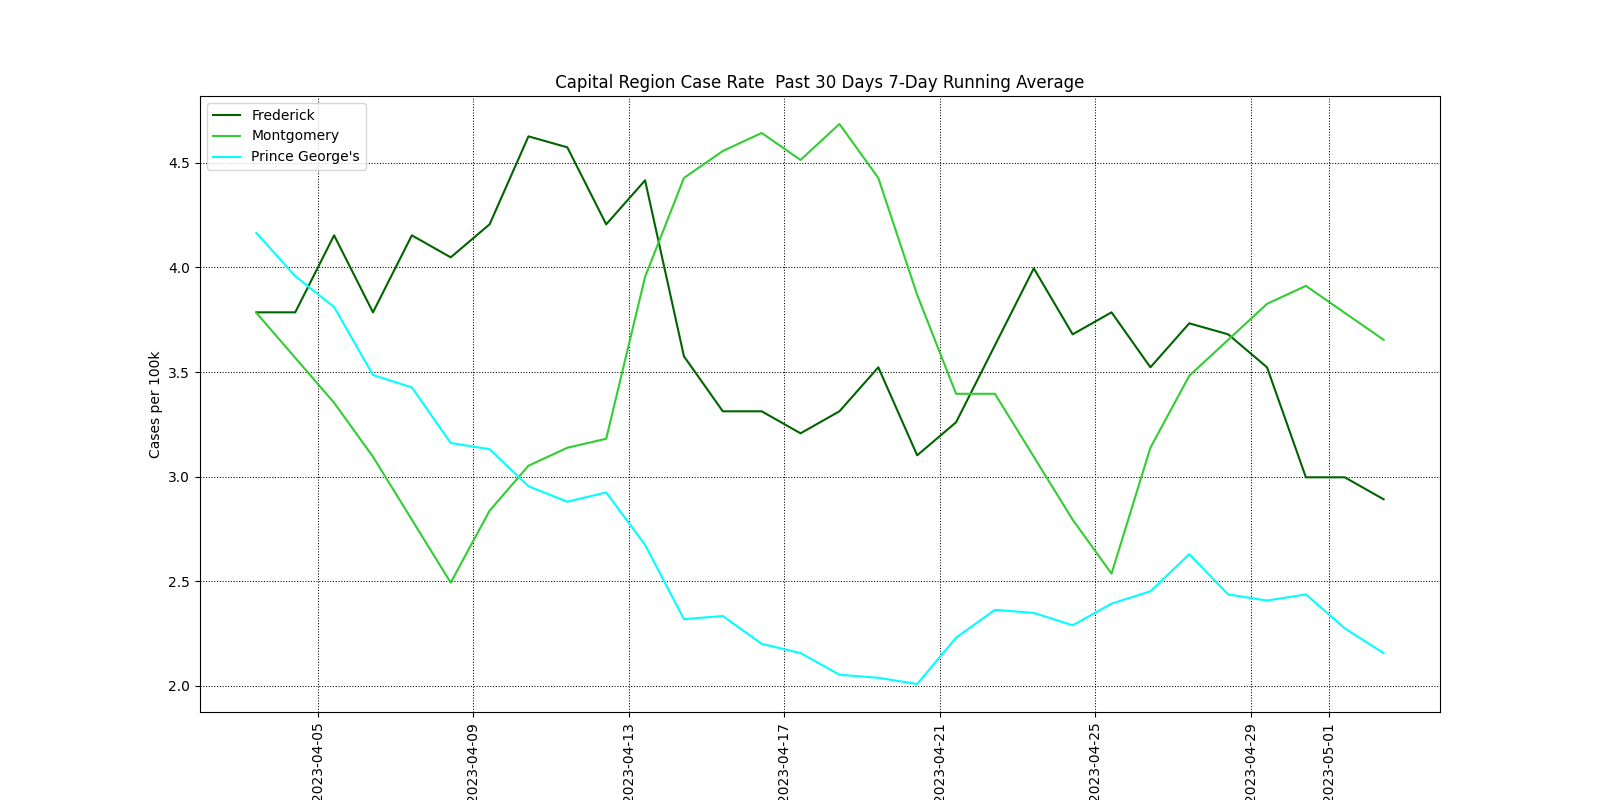 Capital Region Case Rate  Past 30 Days 7-Day Running Average
Frederick
Montgomery
Prince George's
Cases per 100k
4.5
4.0
3.5
3.0
2.5
2.0
2023-04-05
2023-04-09
2023-04-13
2023-04-17
2023-04-21
2023-04-25
2023-04-29
2023-05-01